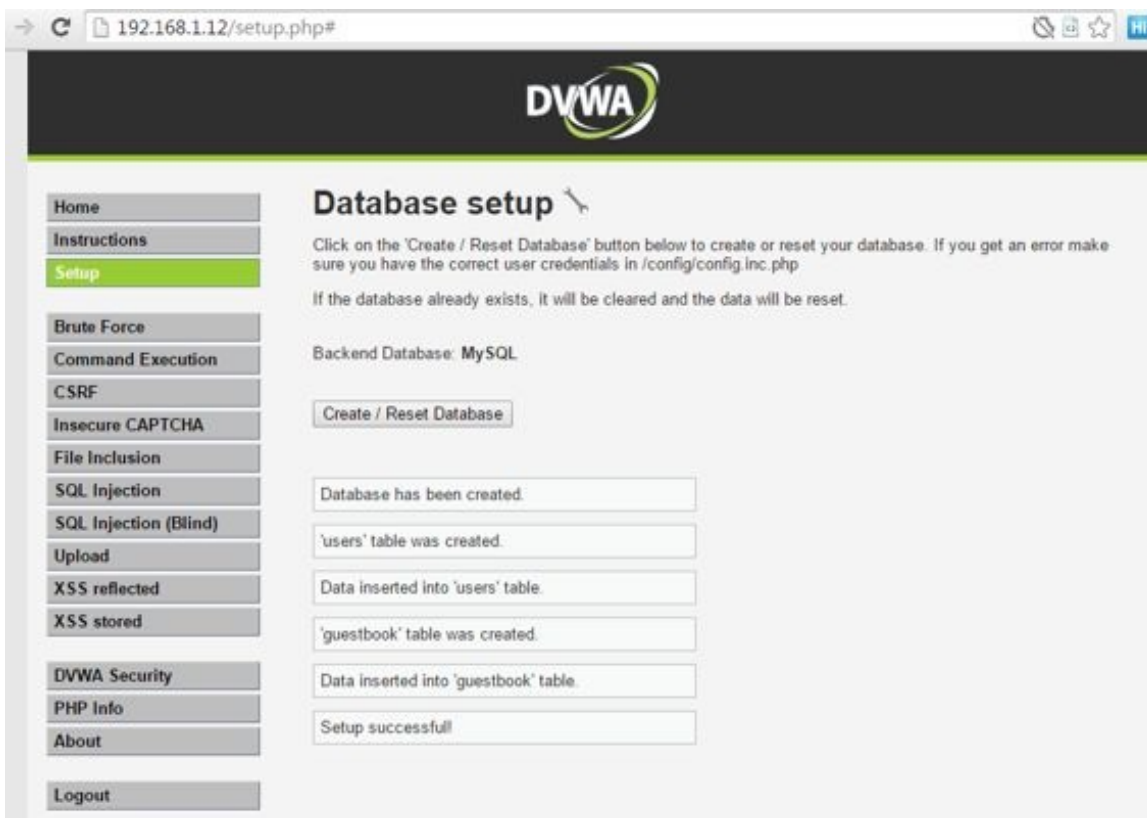 192.168.1.12/setup.php#
Hi
DVWA
Home
Instructions
Setup
Brute Force
Command Execution
CSRF
Insecure CAPTCHA
File Inclusion
SQL Injection
SQL Injection (Blind)
Upload
XSS reflected
XSS stored
DVWA Security
PHP Info
About
Logout
Database setup
Click on the 'Create / Reset Database' button below to create or reset your database. If you get an error make
sure you have the correct user credentials in /config/config.inc.php
If the database already exists, it will be cleared and the data will be reset.
Backend Database: MySQL
Create / Reset Database
Database has been created.
'users' table was created.
Data inserted into 'users' table.
'guestbook' table was created.
Data inserted into 'guestbook' table.
Setup successful!